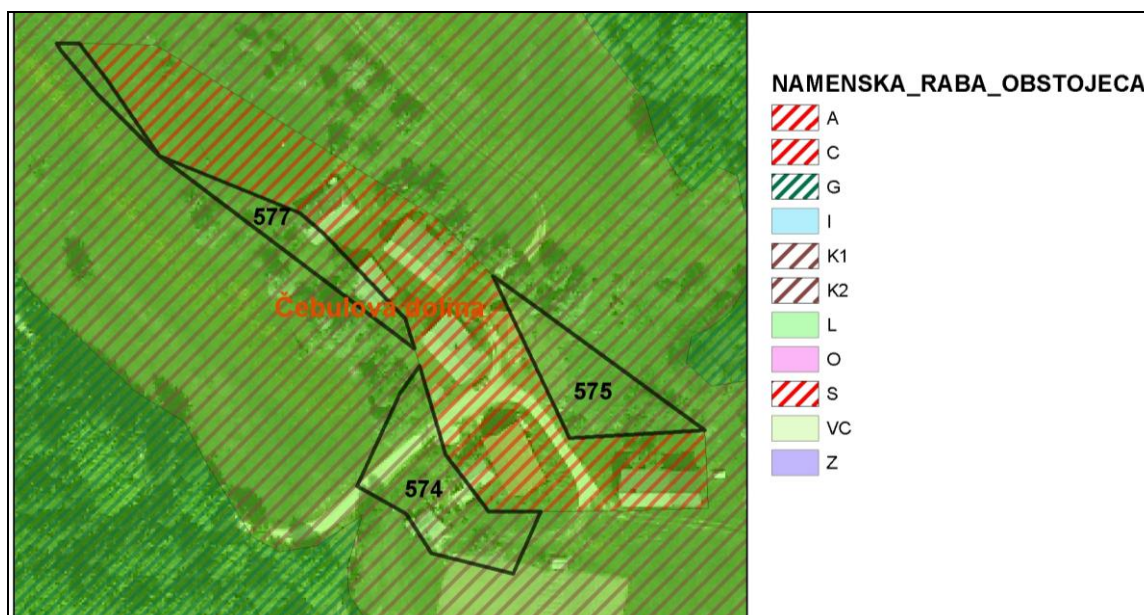 577
Čebulova dolina
575
574
NAMENSKA_RABA_OBSTOJECA
A
C
G
I
K1
K2
L
O
S
VC
Z